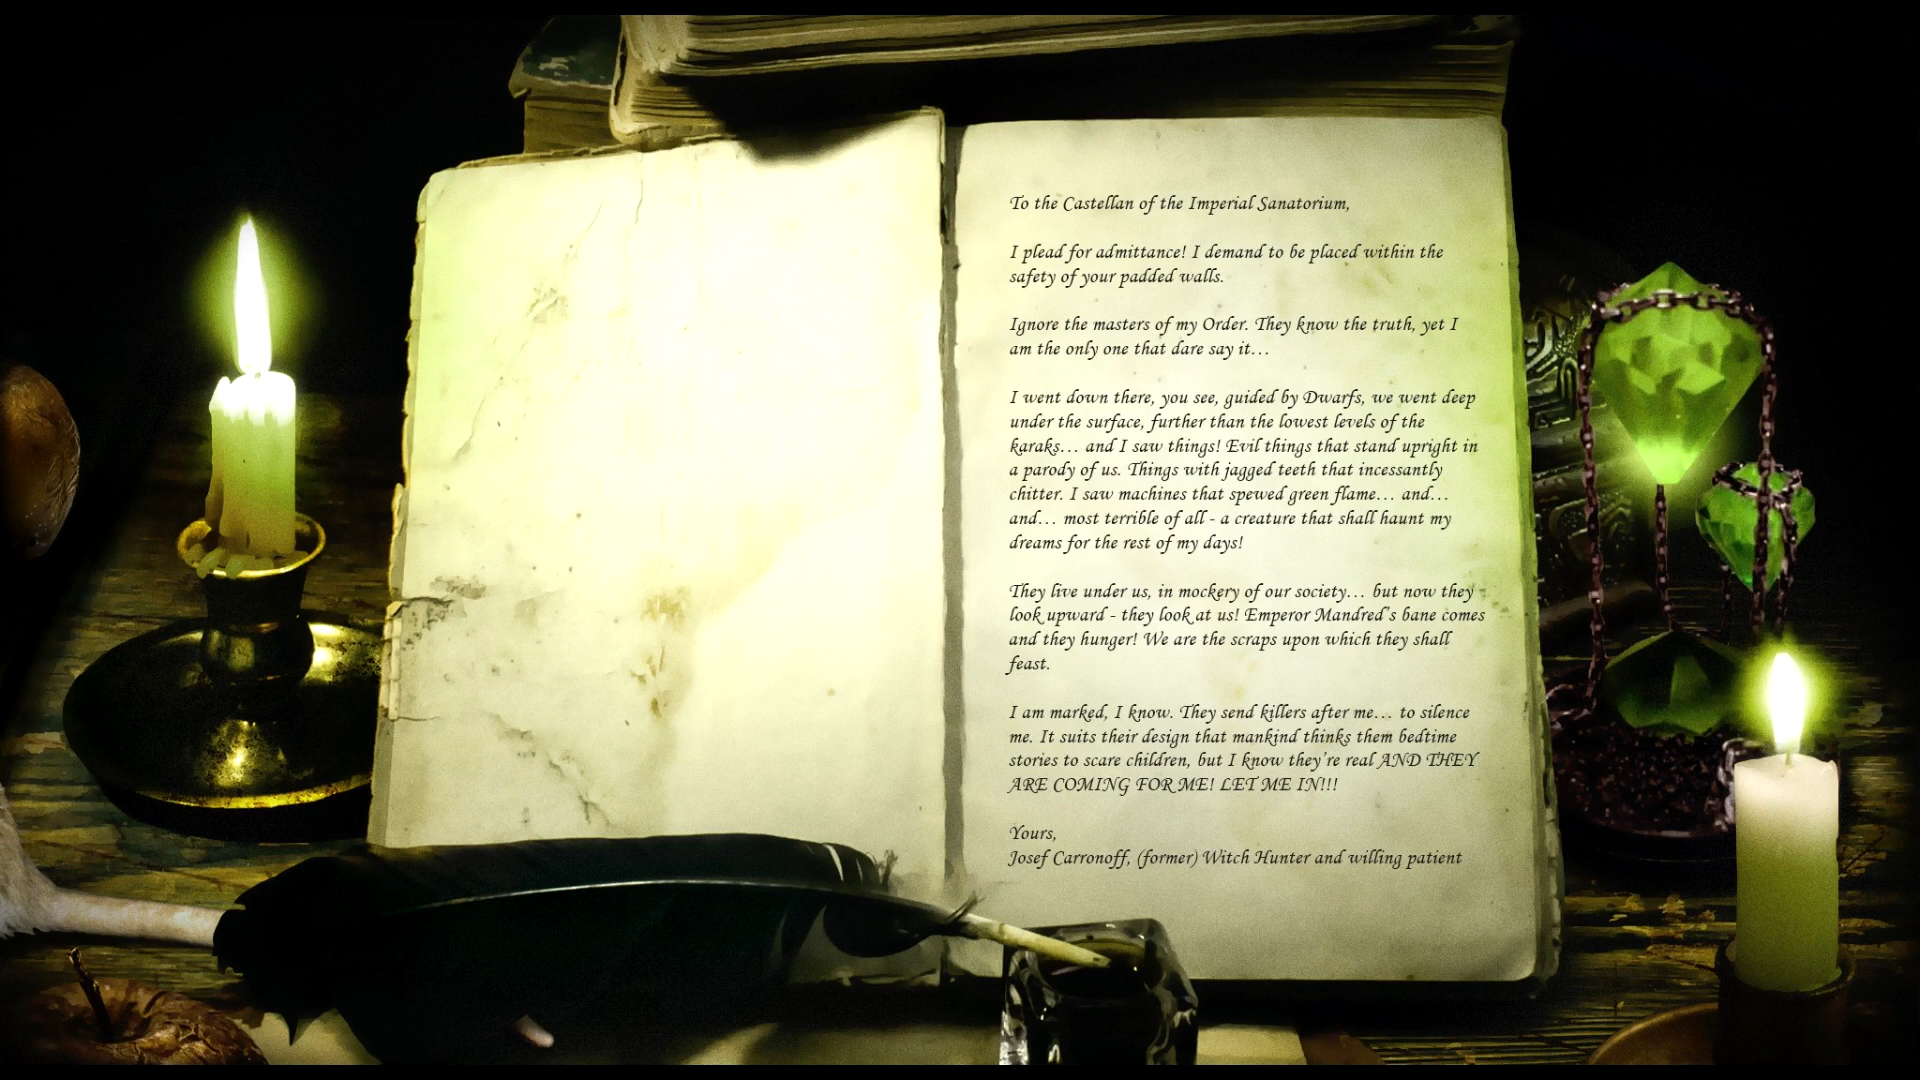 To the Castellan of the Imperial Sanatorium,
I plead for admittance! I demand to be placed within the
safety of your padded walls.
Ignore the masters of my Order. They know the truth, yet I
am the only one that dare say it…
I went down there, you see, guided by Dwarfs, we went deep
under the surface, further than the lowest levels of the
karaks… and I saw things! Evil things that stand upright in
a parody of us. Things with jagged teeth that incessantly
chitter. I saw machines that spewed green flame… and…
and… most terrible of all - a creature that shall haunt my
dreams for the rest of my days!
They live under us, in mockery of our society… but now they
look upward - they look at us! Emperor Mandred's bane comes
and they hunger! We are the scraps upon which they shall
feast.
I am marked, I know. They send killers after me… to silence
me. It suits their design that mankind thinks them bedtime
stories to scare children, but I know they're real AND THEY
ARE COMING FOR ME! LET ME IN!!!
Yours,
Josef Carronoff, (former) Witch Hunter and willing patient